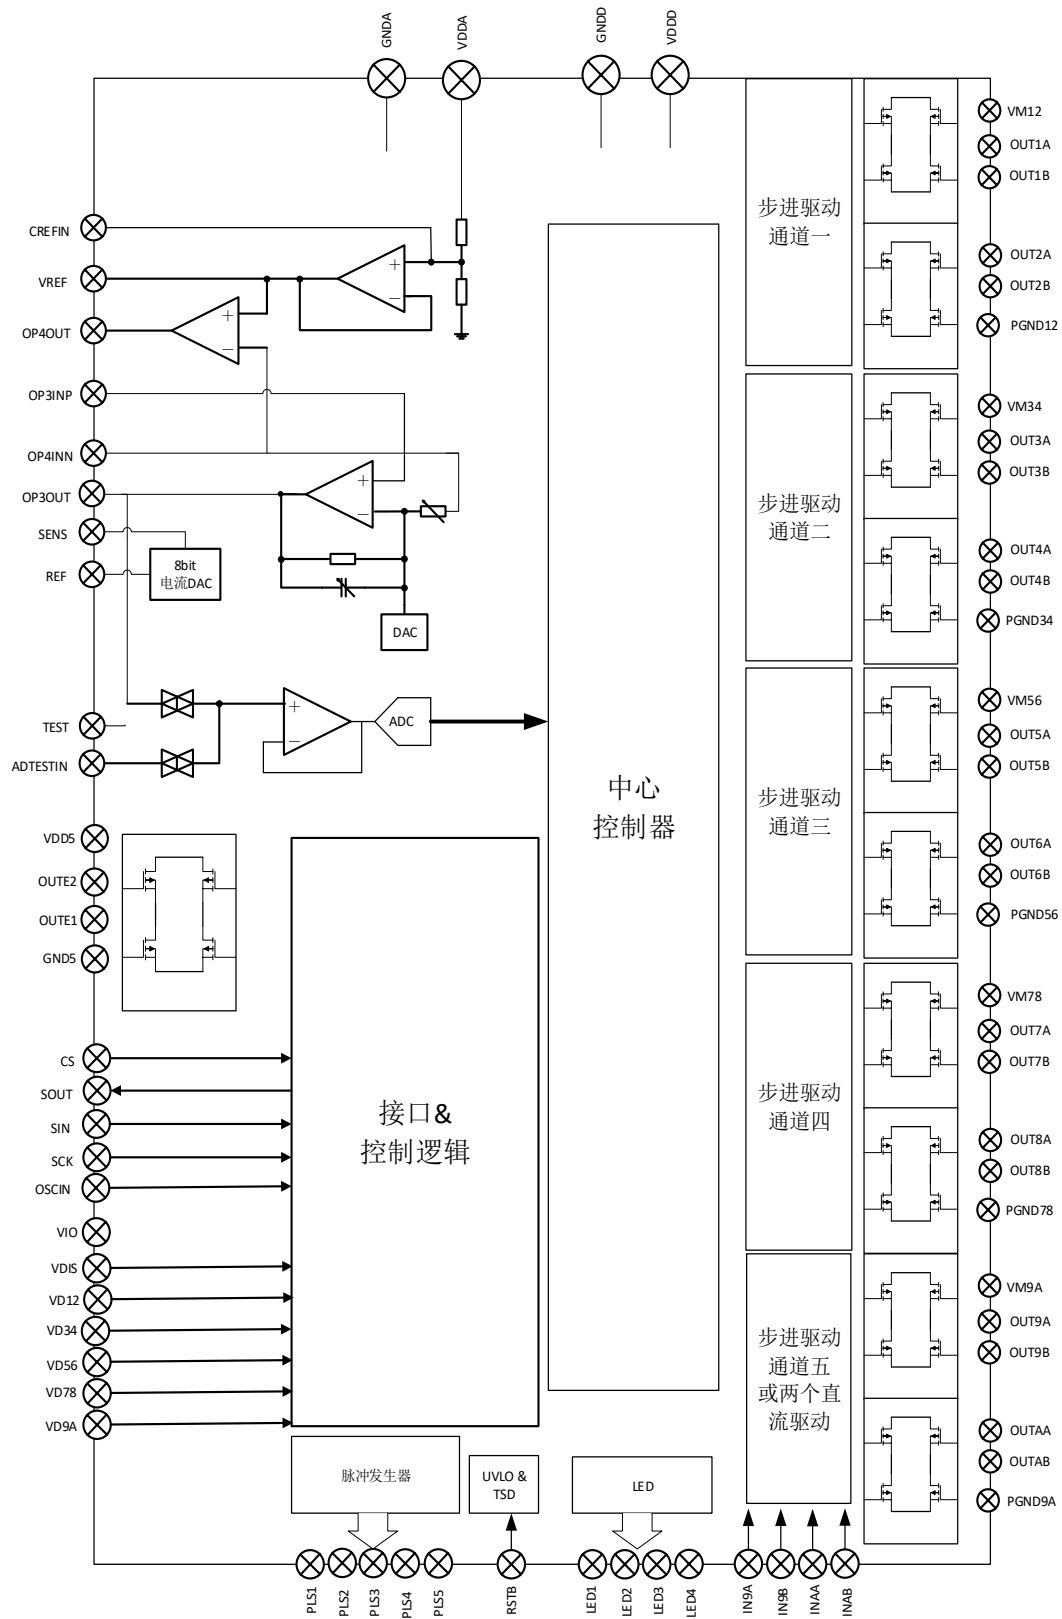 GNDA
VDDA
GNDD
VDDD
CREFIN
VREF
OP4OUT
OP3INP
OP4INN
OP3OUT
SENS
REF
8bit
电流DAC
+
−
+
−
+
−
DAC
TEST
ADTESTIN
+
−
ADC
VDD5
OUTE2
OUTE1
GND5
CS
SOUT
SIN
SCK
OSCIN
VIO
VDIS
VD12
VD34
VD56
VD78
VD9A
接口&
控制逻辑
中心
控制器
步进驱动
通道一
步进驱动
通道二
步进驱动
通道三
步进驱动
通道四
步进驱动
通道五
或两个直
流驱动
VM12
OUT1A
OUT1B
OUT2A
OUT2B
PGND12
VM34
OUT3A
OUT3B
OUT4A
OUT4B
PGND34
VM56
OUT5A
OUT5B
OUT6A
OUT6B
PGND56
VM78
OUT7A
OUT7B
OUT8A
OUT8B
PGND78
VM9A
OUT9A
OUT9B
OUTAA
OUTAB
PGND9A
脉冲发生器
UVLO &
TSD
LED
PLS1
PLS2
PLS3
PLS4
PLS5
RSTB
LED1
LED2
LED3
LED4
IN9A
IN9B
INAA
INAB